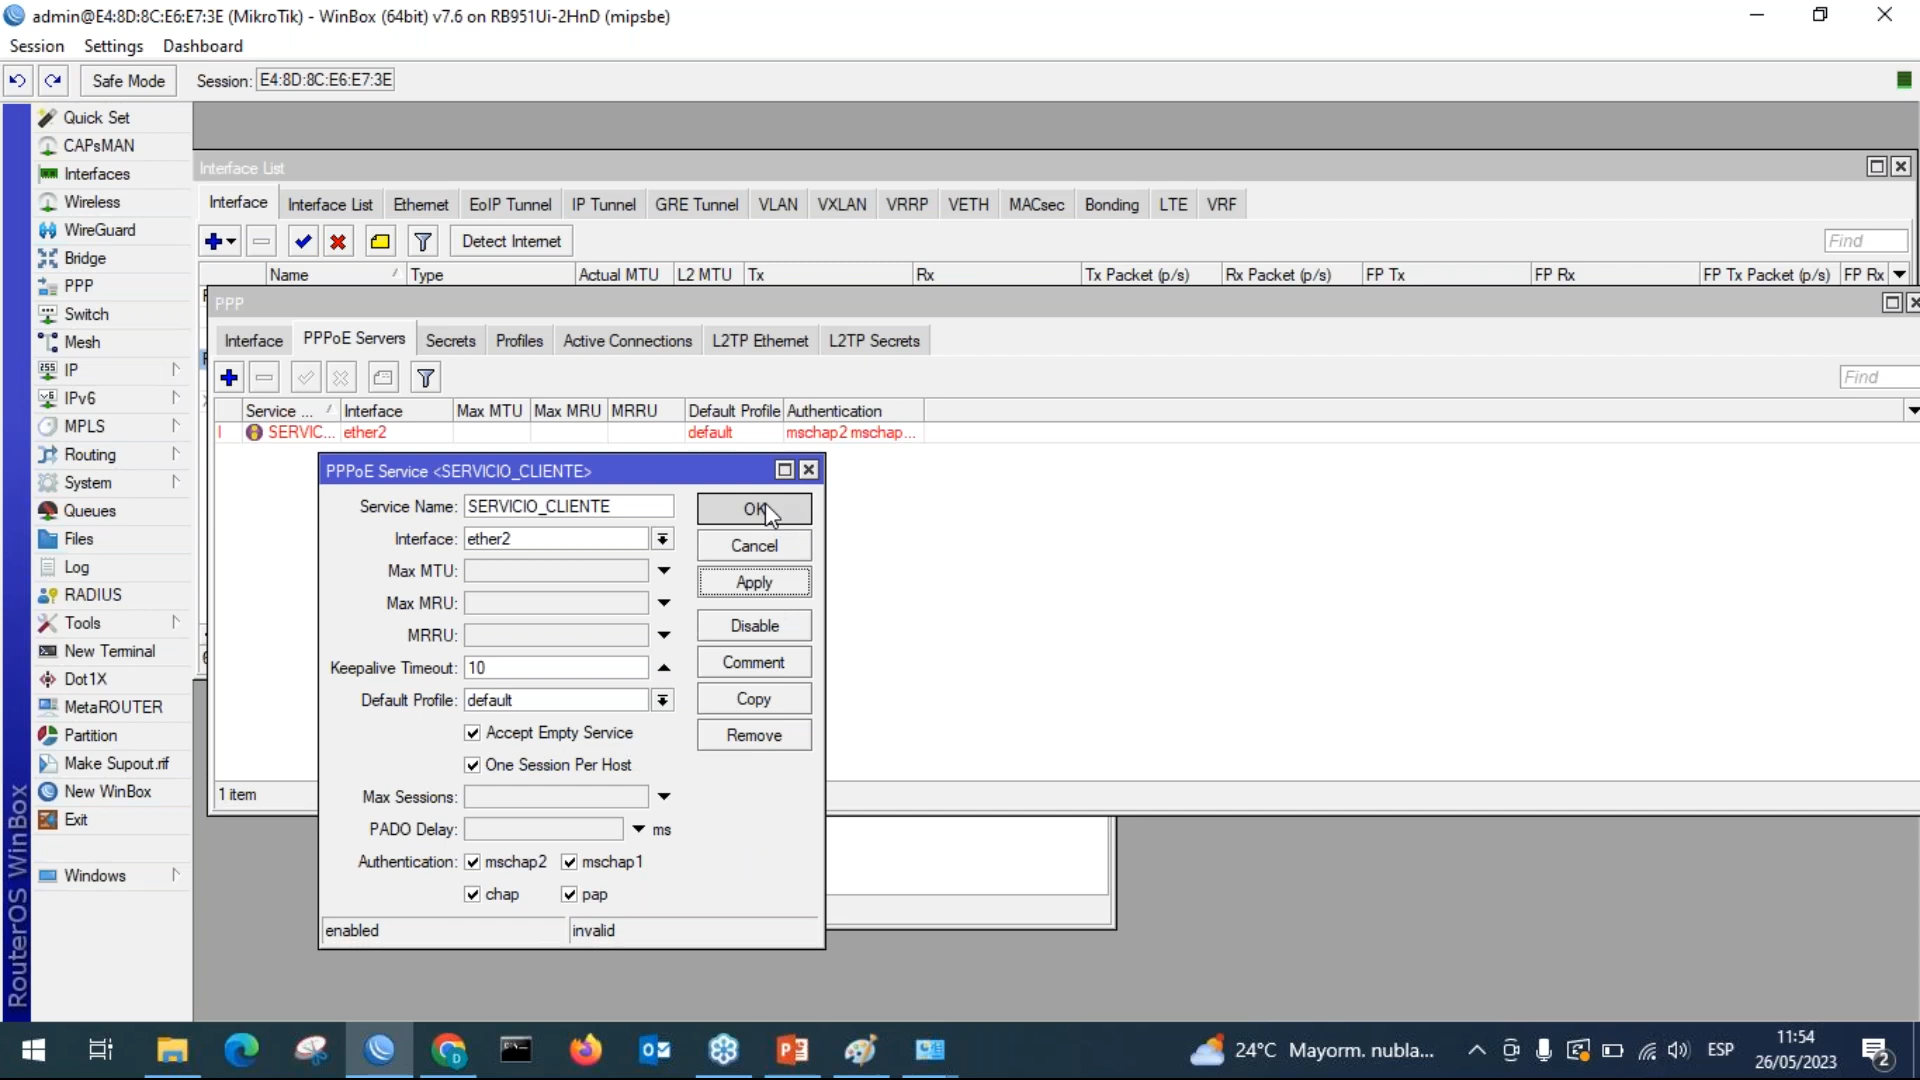 admin@E4:8D:8C:E6:E7:3E (MikroTik) - WinBox (64bit) v7.6 on RB951Ui-2HnD (mipsbe)
Session Settings Dashboard
Safe Mode Session: E4:8D:8C:E6:E7:3E
Quick Set
CAPsMAN
Interfaces
Wireless
WireGuard
Bridge
PPP
Switch
Mesh
IP
IPv6
MPLS
Routing
System
Queues
Files
Log
RADIUS
Tools
New Terminal
Dot1X
MetaROUTER
Partition
Make Supout.rif
New WinBox
Exit
Windows
RouterOS WinBox
Interface List
Interface Interface List Ethernet EoIP Tunnel IP Tunnel GRE Tunnel VLAN VXLAN VRRP VETH MACsec Bonding LTE VRF
Detect Internet Find
Name Type Actual MTU L2 MTU Tx Rx Tx Packet (p/s) Rx Packet (p/s) FP Tx FP Rx FP Tx Packet (p/s) FP Rx
PPP
Interface PPPoE Servers Secrets Profiles Active Connections L2TP Ethernet L2TP Secrets
Find
Service ... Interface Max MTU Max MRU MRRU Default Profile Authentication
I SERVIC... ether2 default mschap2 mschap...
1 item
PPPoE Service <SERVICIO_CLIENTE>
Service Name: SERVICIO_CLIENTE
Interface: ether2
Max MTU:
Max MRU:
MRRU:
Keepalive Timeout: 10
Default Profile: default
Accept Empty Service
One Session Per Host
Max Sessions:
PADO Delay: ms
Authentication: mschap2 mschap1
chap pap
enabled invalid
OK
Cancel
Apply
Disable
Comment
Copy
Remove
24°C Mayorm. nubla... ESP
11:54
26/05/2023
2